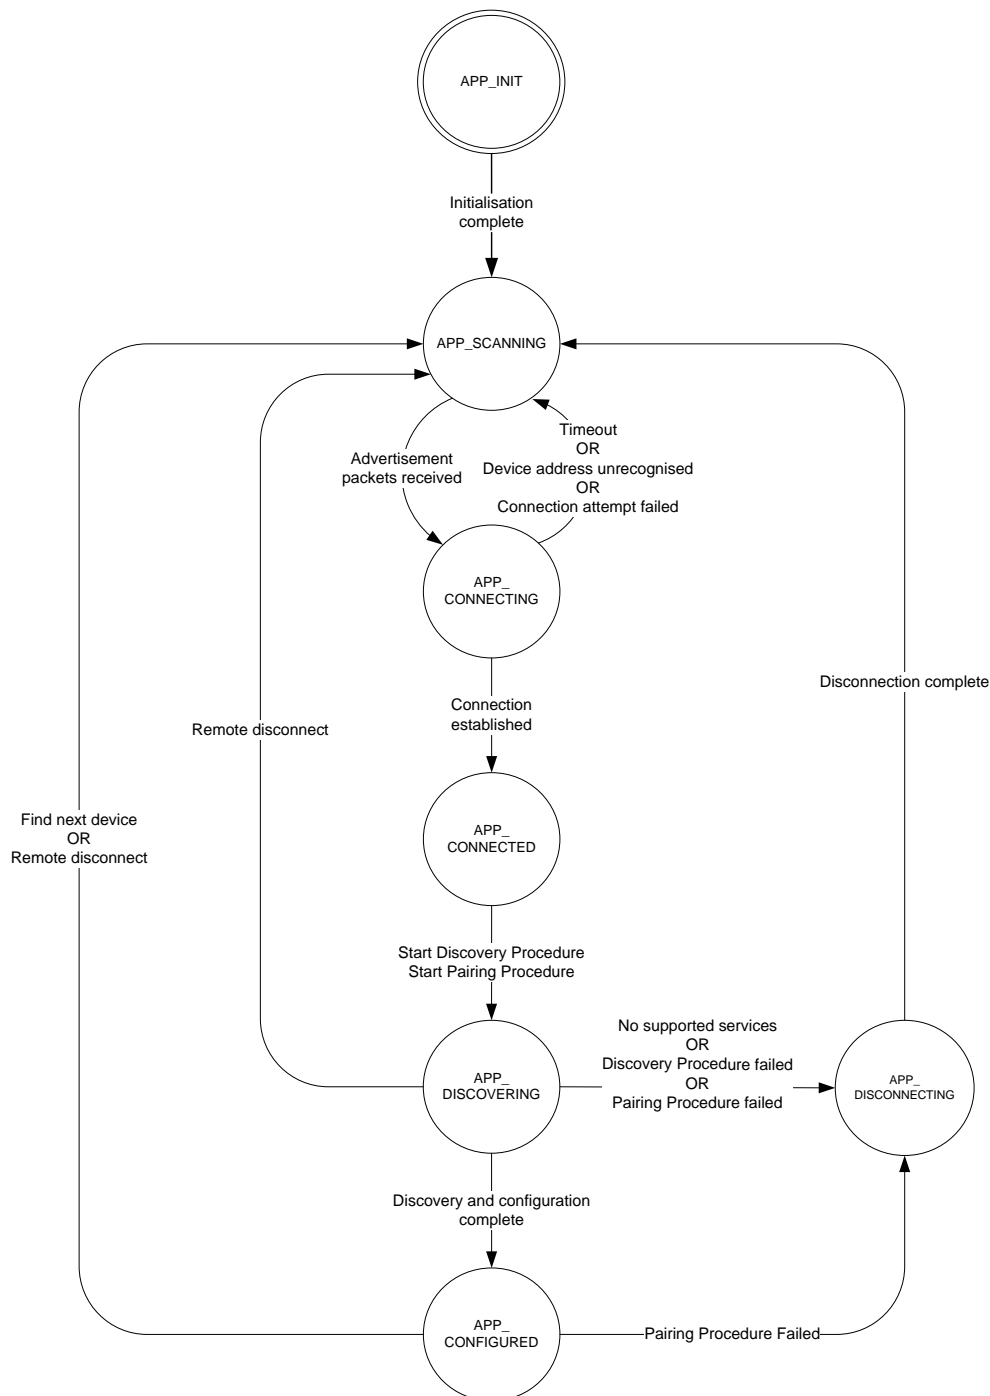 APP_INIT
Initialisation
complete
APP_SCANNING
Advertisement
packets received
Timeout
OR
Device address unrecognised
OR
Connection attempt failed
APP_
CONNECTING
Disconnection complete
Connection
established
Remote disconnect
Find next device
OR
Remote disconnect
APP_
CONNECTED
Start Discovery Procedure
Start Pairing Procedure
No supported services
OR
Discovery Procedure failed
OR
Pairing Procedure failed
APP_
DISCOVERING
APP_
DISCONNECTING
Discovery and configuration
complete
APP_
CONFIGURED
Pairing Procedure Failed